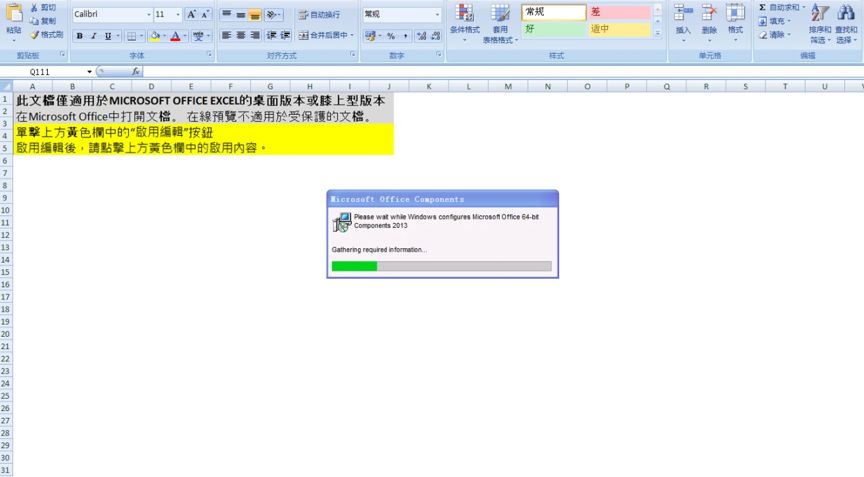 剪切
复制
格式刷
粘贴
剪贴板
Calibri
11
A A
B I U
A
字体
自动换行
合并后居中
对齐方式
常规
% ,
数字
条件格式
套用
表格格式
常规
差
好
适中
样式
插入
删除
格式
单元格
Σ 自动求和
填充
清除
排序和
筛选
查找和
选择
编辑
Q111
fx
A B C D E F G H I J K L M N O P Q R S T U
1
2
3
4
5
6
7
8
9
10
11
12
13
14
15
16
17
18
19
20
21
22
23
24
25
26
27
28
29
30
31
此文檔僅適用於MICROSOFT OFFICE EXCEL的桌面版本或膝上型版本
在Microsoft Office中打開文檔。 在線預覽不適用於受保護的文檔。
單擊上方黃色欄中的“啟用編輯”按鈕
啟用編輯後，請點擊上方黃色欄中的啟用內容。
Microsoft Office Components
Please wait while Windows configures Microsoft Office 64-bit
Components 2013
Gathering required information...